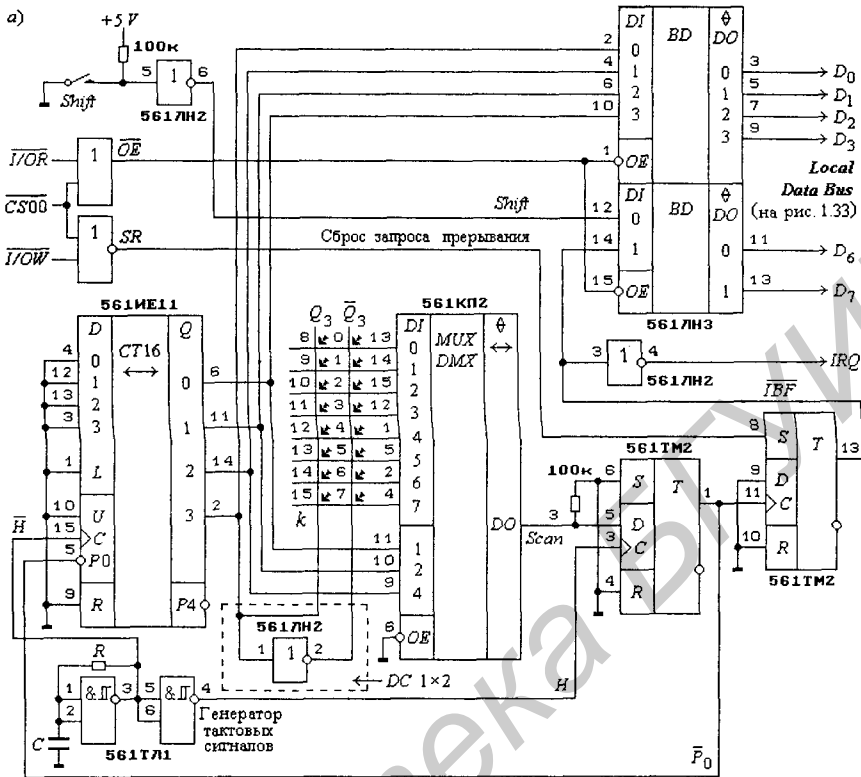 а)
+5 V
100к
Shift
5
1
6
561ЛН2
I/OR
CS00
I/OW
1
OE
1
SR
Сброс запроса прерывания
Shift
DI
BD
θ
DO
2 0
4 1
6 2
10 3
1 OE
0 3 D0
1 5 D1
2 7 D2
3 9 D3
Local
Data Bus
(на рис. 1.33)
DI
BD
θ
DO
12 0
14 1
15 OE
0 11 D6
1 13 D7
561ЛН3
3 1 4
IRQ
561ЛН2
IBF
561ИЕ11
D
CT16
↔
Q
4 0
12 1
13 2
3 3
1 L
10 U
15 C
5 P0
9 R
0 6
1 11
2 14
3 2
P4
H
Q3 Q3
561КП2
DI
MUX
DMX
θ
↔
8 0 13 0
9 1 14 1
10 2 15 2
11 3 12 3
12 4 1 4
13 5 5 5
14 6 2 6
15 7 4 7
k
11 1
10 2
9 4
6 OE
DO
3
Scan
561ЛН2
1 1 2
DC 1×2
100к
561ТМ2
6 S
T
5 D
3 C
4 R
1
8 S
T
9 D
11 C
10 R
13
561ТМ2
R
C
1
2
&
3
5
6
&
4
561ТЛ1
Генератор
тактовых
сигналов
H
P0
тека БГУИ